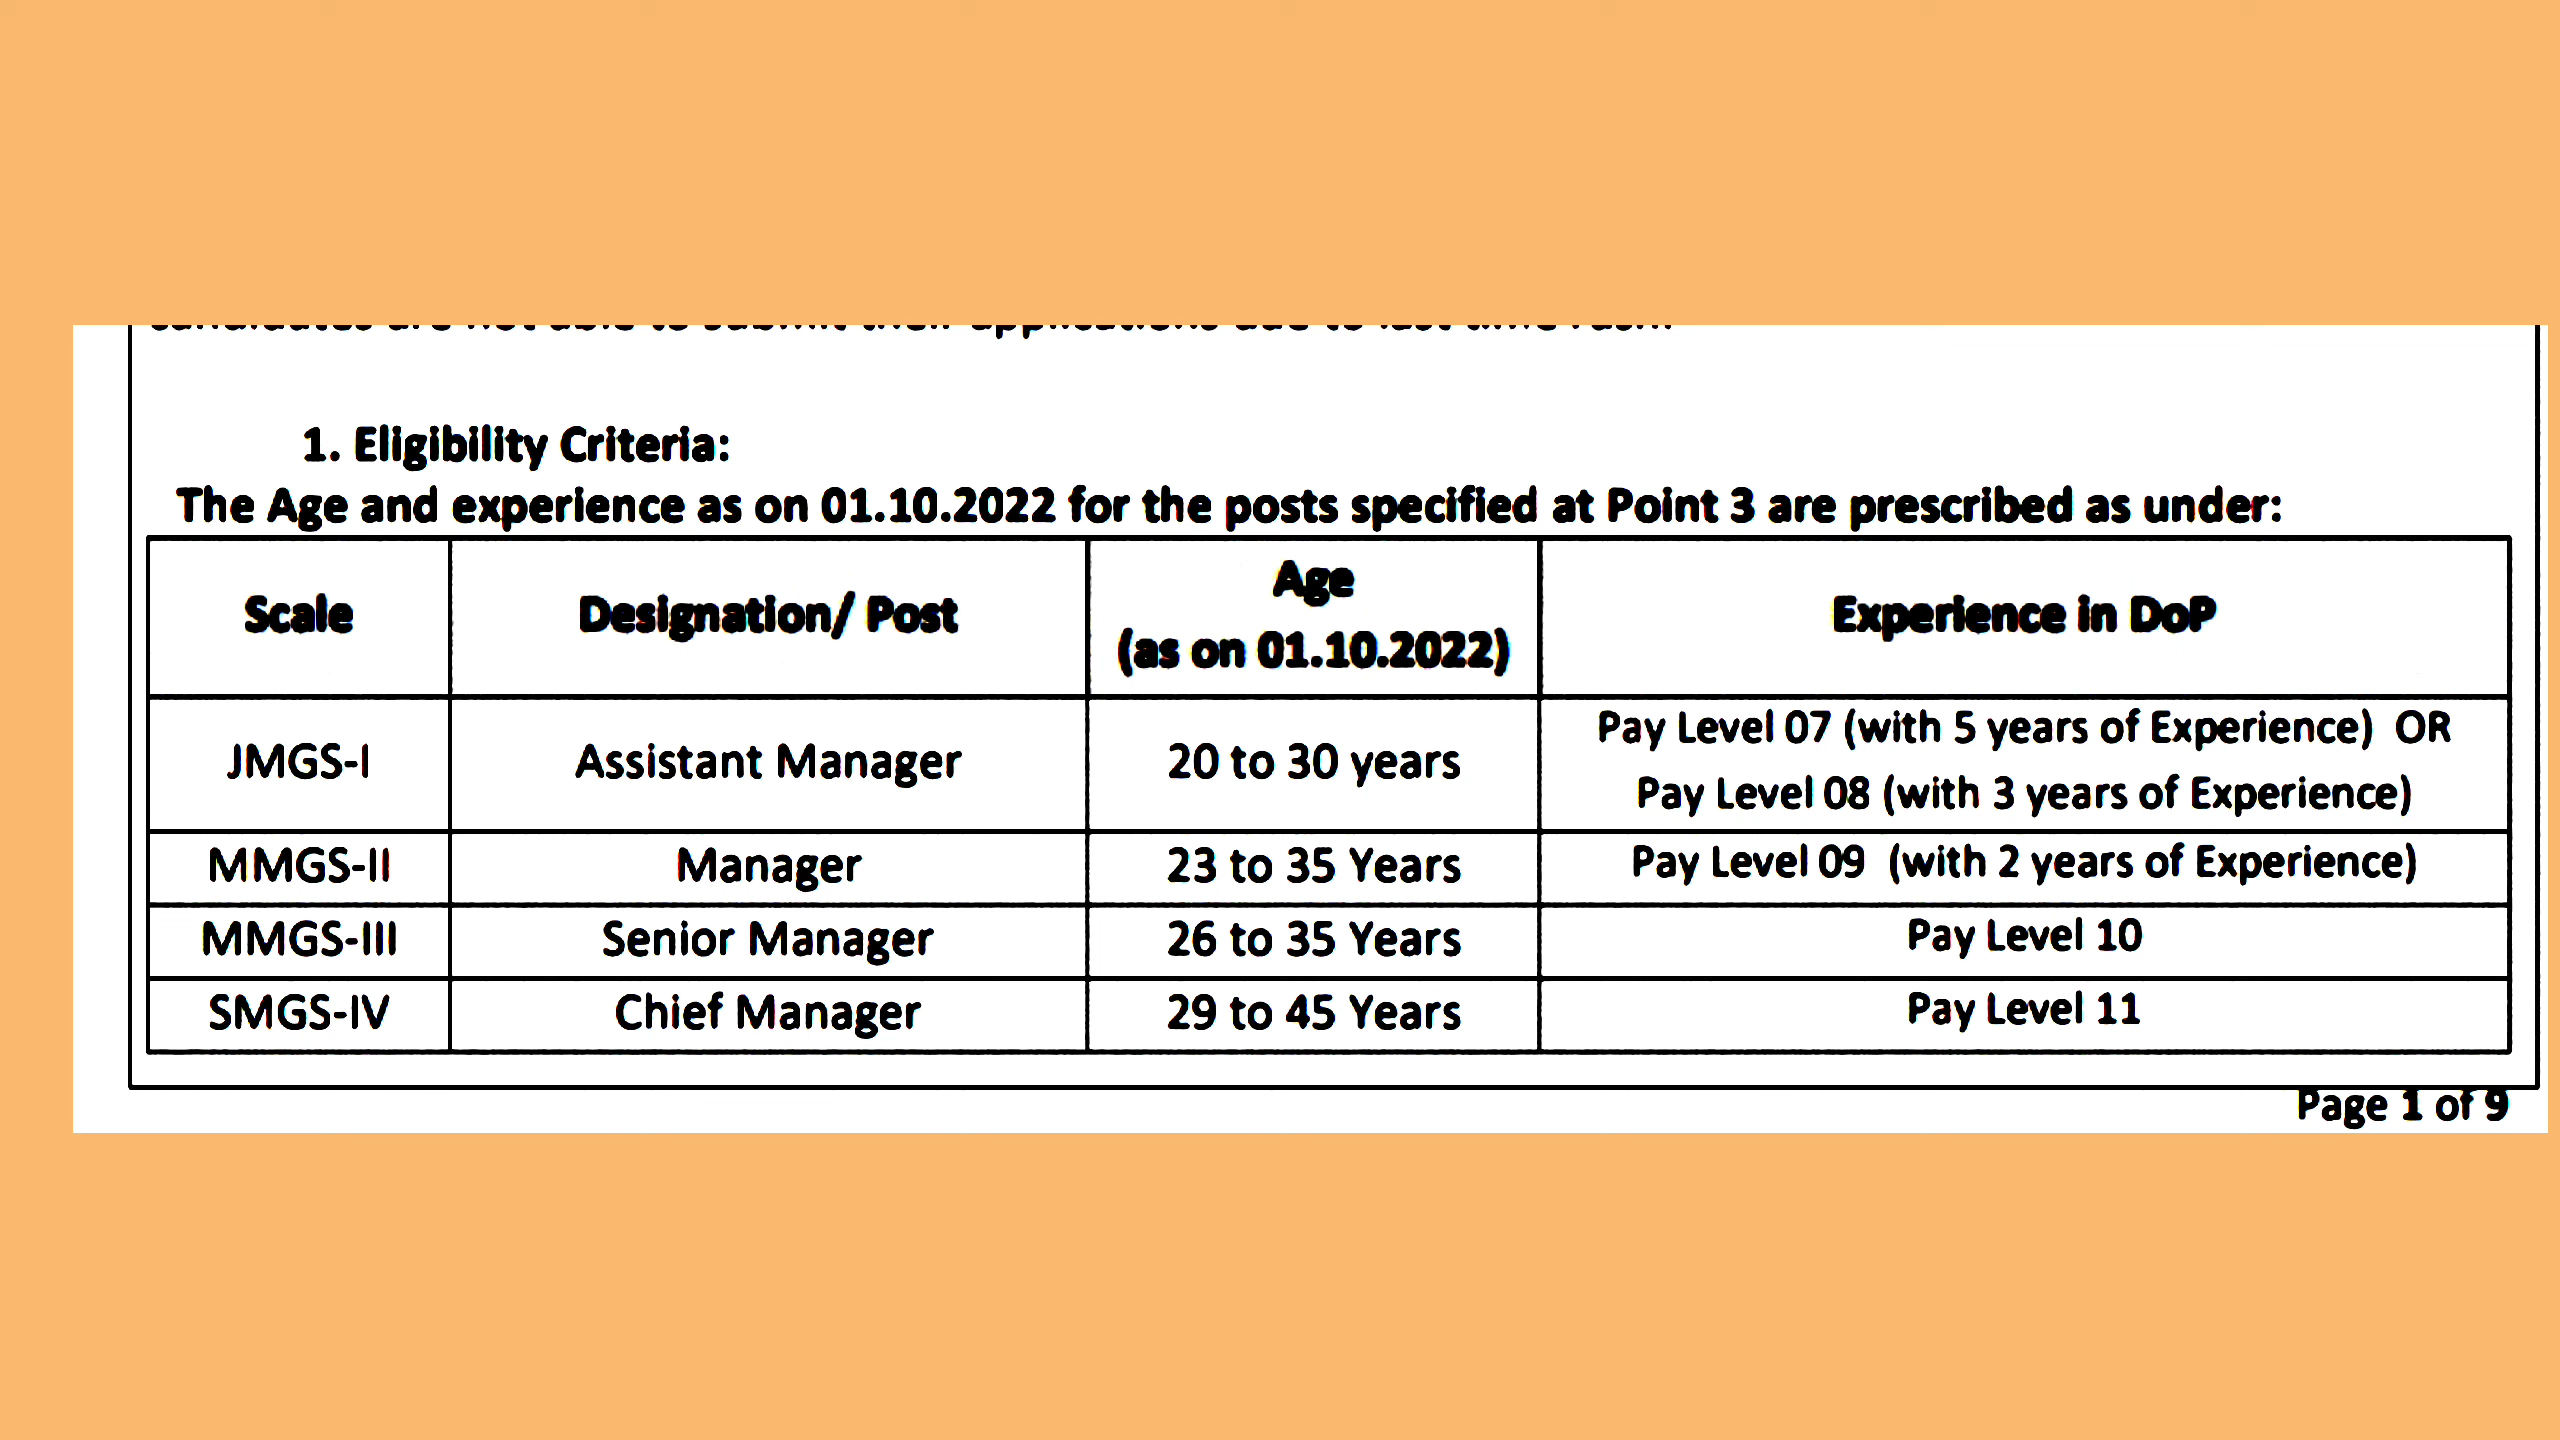 1. Eligibility Criteria:
The Age and experience as on 01.10.2022 for the posts specified at Point 3 are prescribed as under:
Scale Designation/ Post Age (as on 01.10.2022) Experience in DoP
JMGS-I Assistant Manager 20 to 30 years Pay Level 07 (with 5 years of Experience) OR
Pay Level 08 (with 3 years of Experience)
MMGS-II Manager 23 to 35 Years Pay Level 09 (with 2 years of Experience)
MMGS-III Senior Manager 26 to 35 Years Pay Level 10
SMGS-IV Chief Manager 29 to 45 Years Pay Level 11
Page 1 of 9